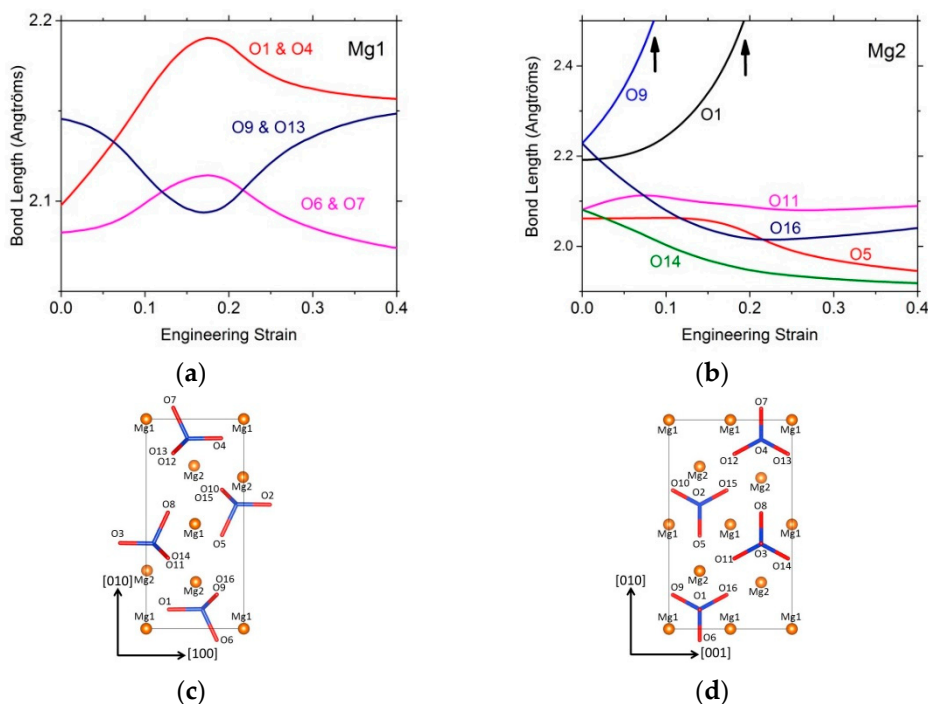 2.2
2.1
Bond Length (Angtröms)
O1 & O4
Mg1
O9 & O13
O6 & O7
0.0 0.1 0.2 0.3 0.4
Engineering Strain
(a)
2.4
2.2
2.0
Bond Length (Angtröms)
Mg2
O9
O1
O11
O16
O5
O14
0.0 0.1 0.2 0.3 0.4
Engineering Strain
(b)
O7
Mg1 Mg1
O4
O13
O12
Mg2
Mg2
O10
O15
O2
O8
Mg1
O3
O5
O14
O11
Mg2
O16
Mg2
O9
O1
Mg1 Mg1
O6
[010]
[100]
(c)
O7
Mg1 Mg1 Mg1
O4
O12 O13
Mg2
Mg2
O10 O15
O2
O8
Mg1 Mg1 Mg1
O5
O3
O11 O14
Mg2
Mg2
O9 O16
O1
Mg1 Mg1 Mg1
O6
[010]
[001]
(d)